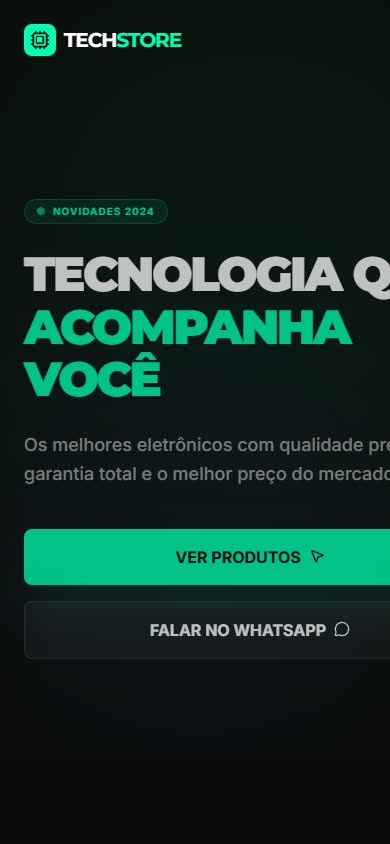 TECHSTORE
NOVIDADES 2024
TECNOLOGIA Q
ACOMPANHA
VOCÊ
Os melhores eletrônicos com qualidade pre
garantia total e o melhor preço do mercado
VER PRODUTOS
FALAR NO WHATSAPP